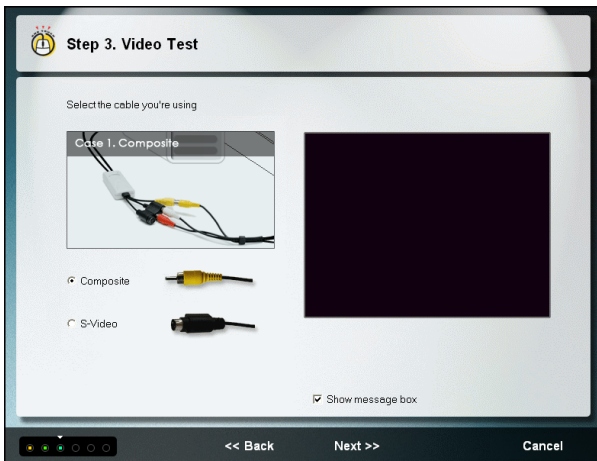 Step 3. Video Test
Select the cable you're using
Case 1. Composite
Composite
S-Video
Show message box
<< Back
Next >>
Cancel